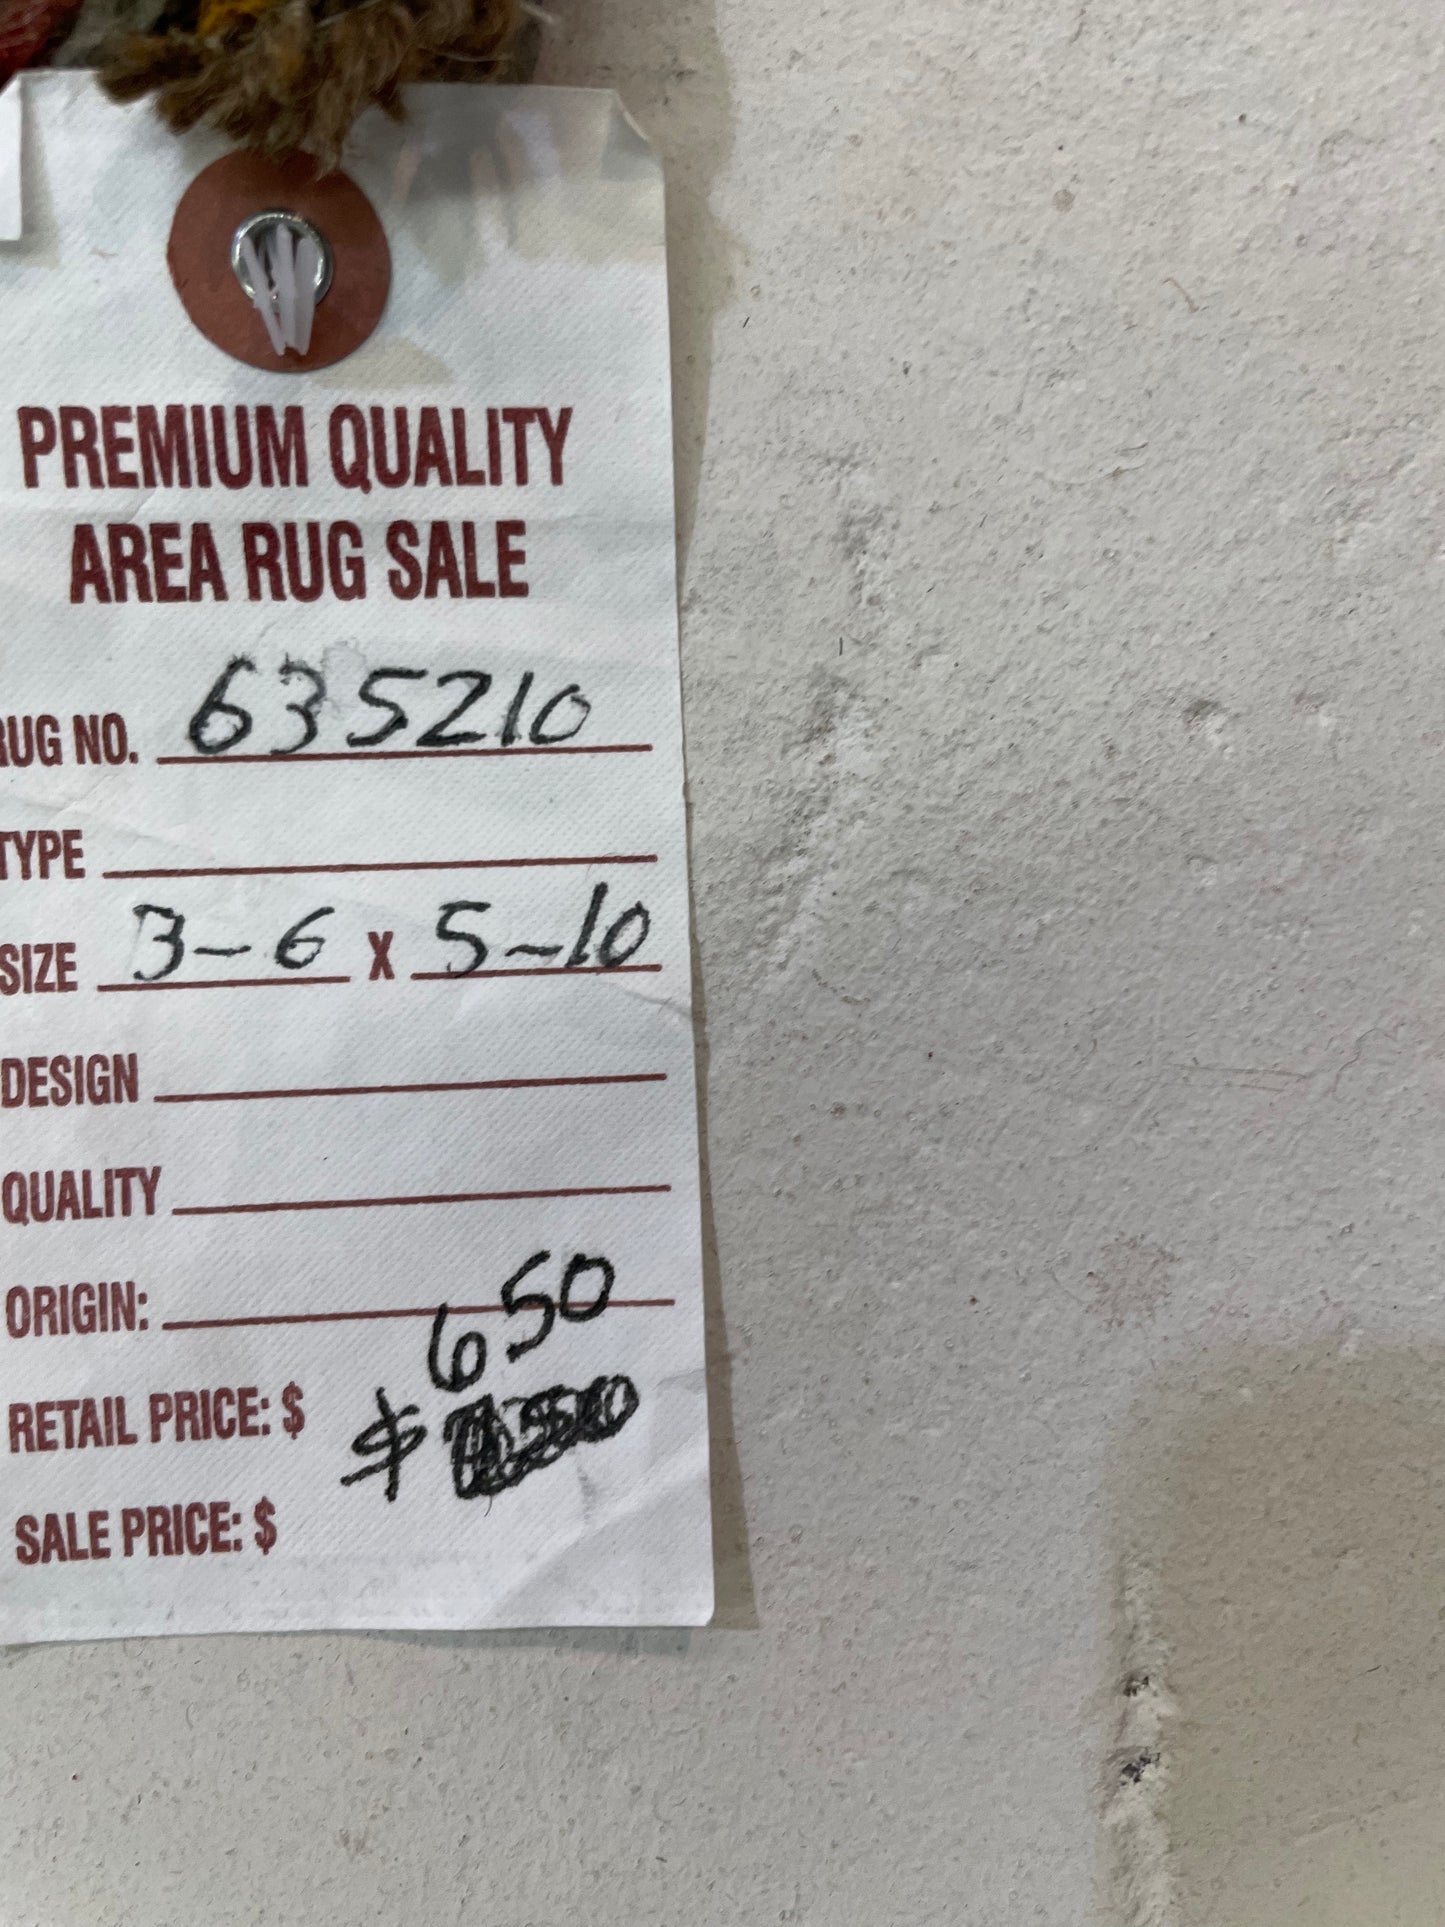 PREMIUM QUALITY
AREA RUG SALE
RUG NO. 635210
TYPE
SIZE 3-6 X 5-10
DESIGN
QUALITY
ORIGIN:
650
RETAIL PRICE: $ $
SALE PRICE: $